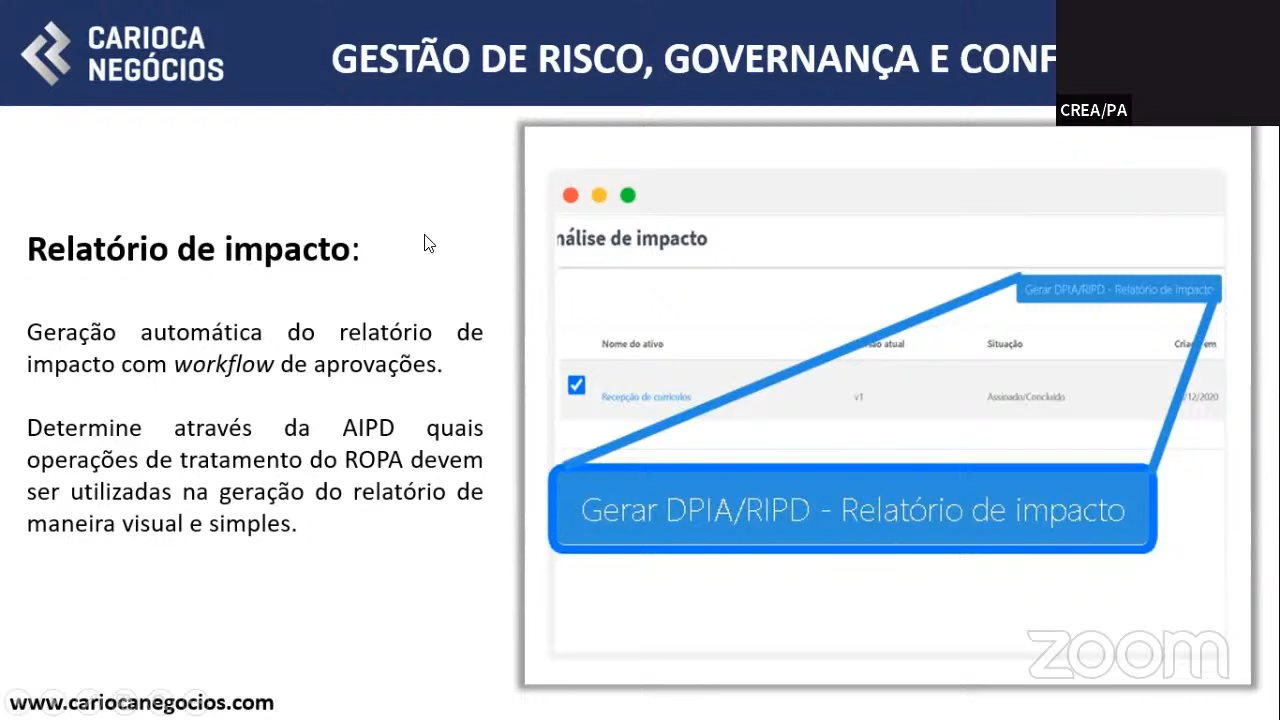 CARIOCA
NEGÓCIOS
GESTÃO DE RISCO, GOVERNANÇA E CONF
CREA/PA
Relatório de impacto:
Geração automática do relatório de
impacto com workflow de aprovações.
Determine através da AIPD quais
operações de tratamento do ROPA devem
ser utilizadas na geração do relatório de
maneira visual e simples.
nálise de impacto
Gerar DPIA/RIPD - Relatório de impacto
Nome do ativo
atual
Situação
Recepção de currículos
v1
Assinado/Concluído
12/2020
Gerar DPIA/RIPD - Relatório de impacto
zoom
www.cariocanegocios.com